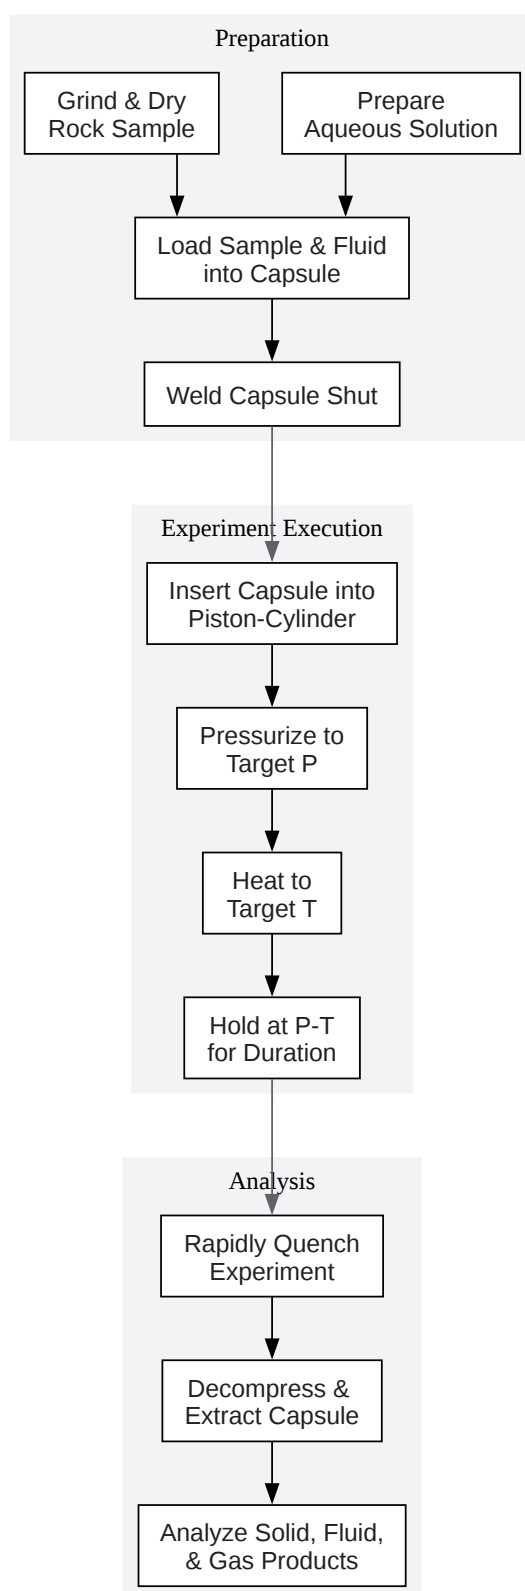 Preparation
Grind & Dry
Rock Sample
Prepare
Aqueous Solution
Load Sample & Fluid
into Capsule
Weld Capsule Shut
Experiment Execution
Insert Capsule into
Piston-Cylinder
Pressurize to
Target P
Heat to
Target T
Hold at P-T
for Duration
Analysis
Rapidly Quench
Experiment
Decompress &
Extract Capsule
Analyze Solid, Fluid,
& Gas Products